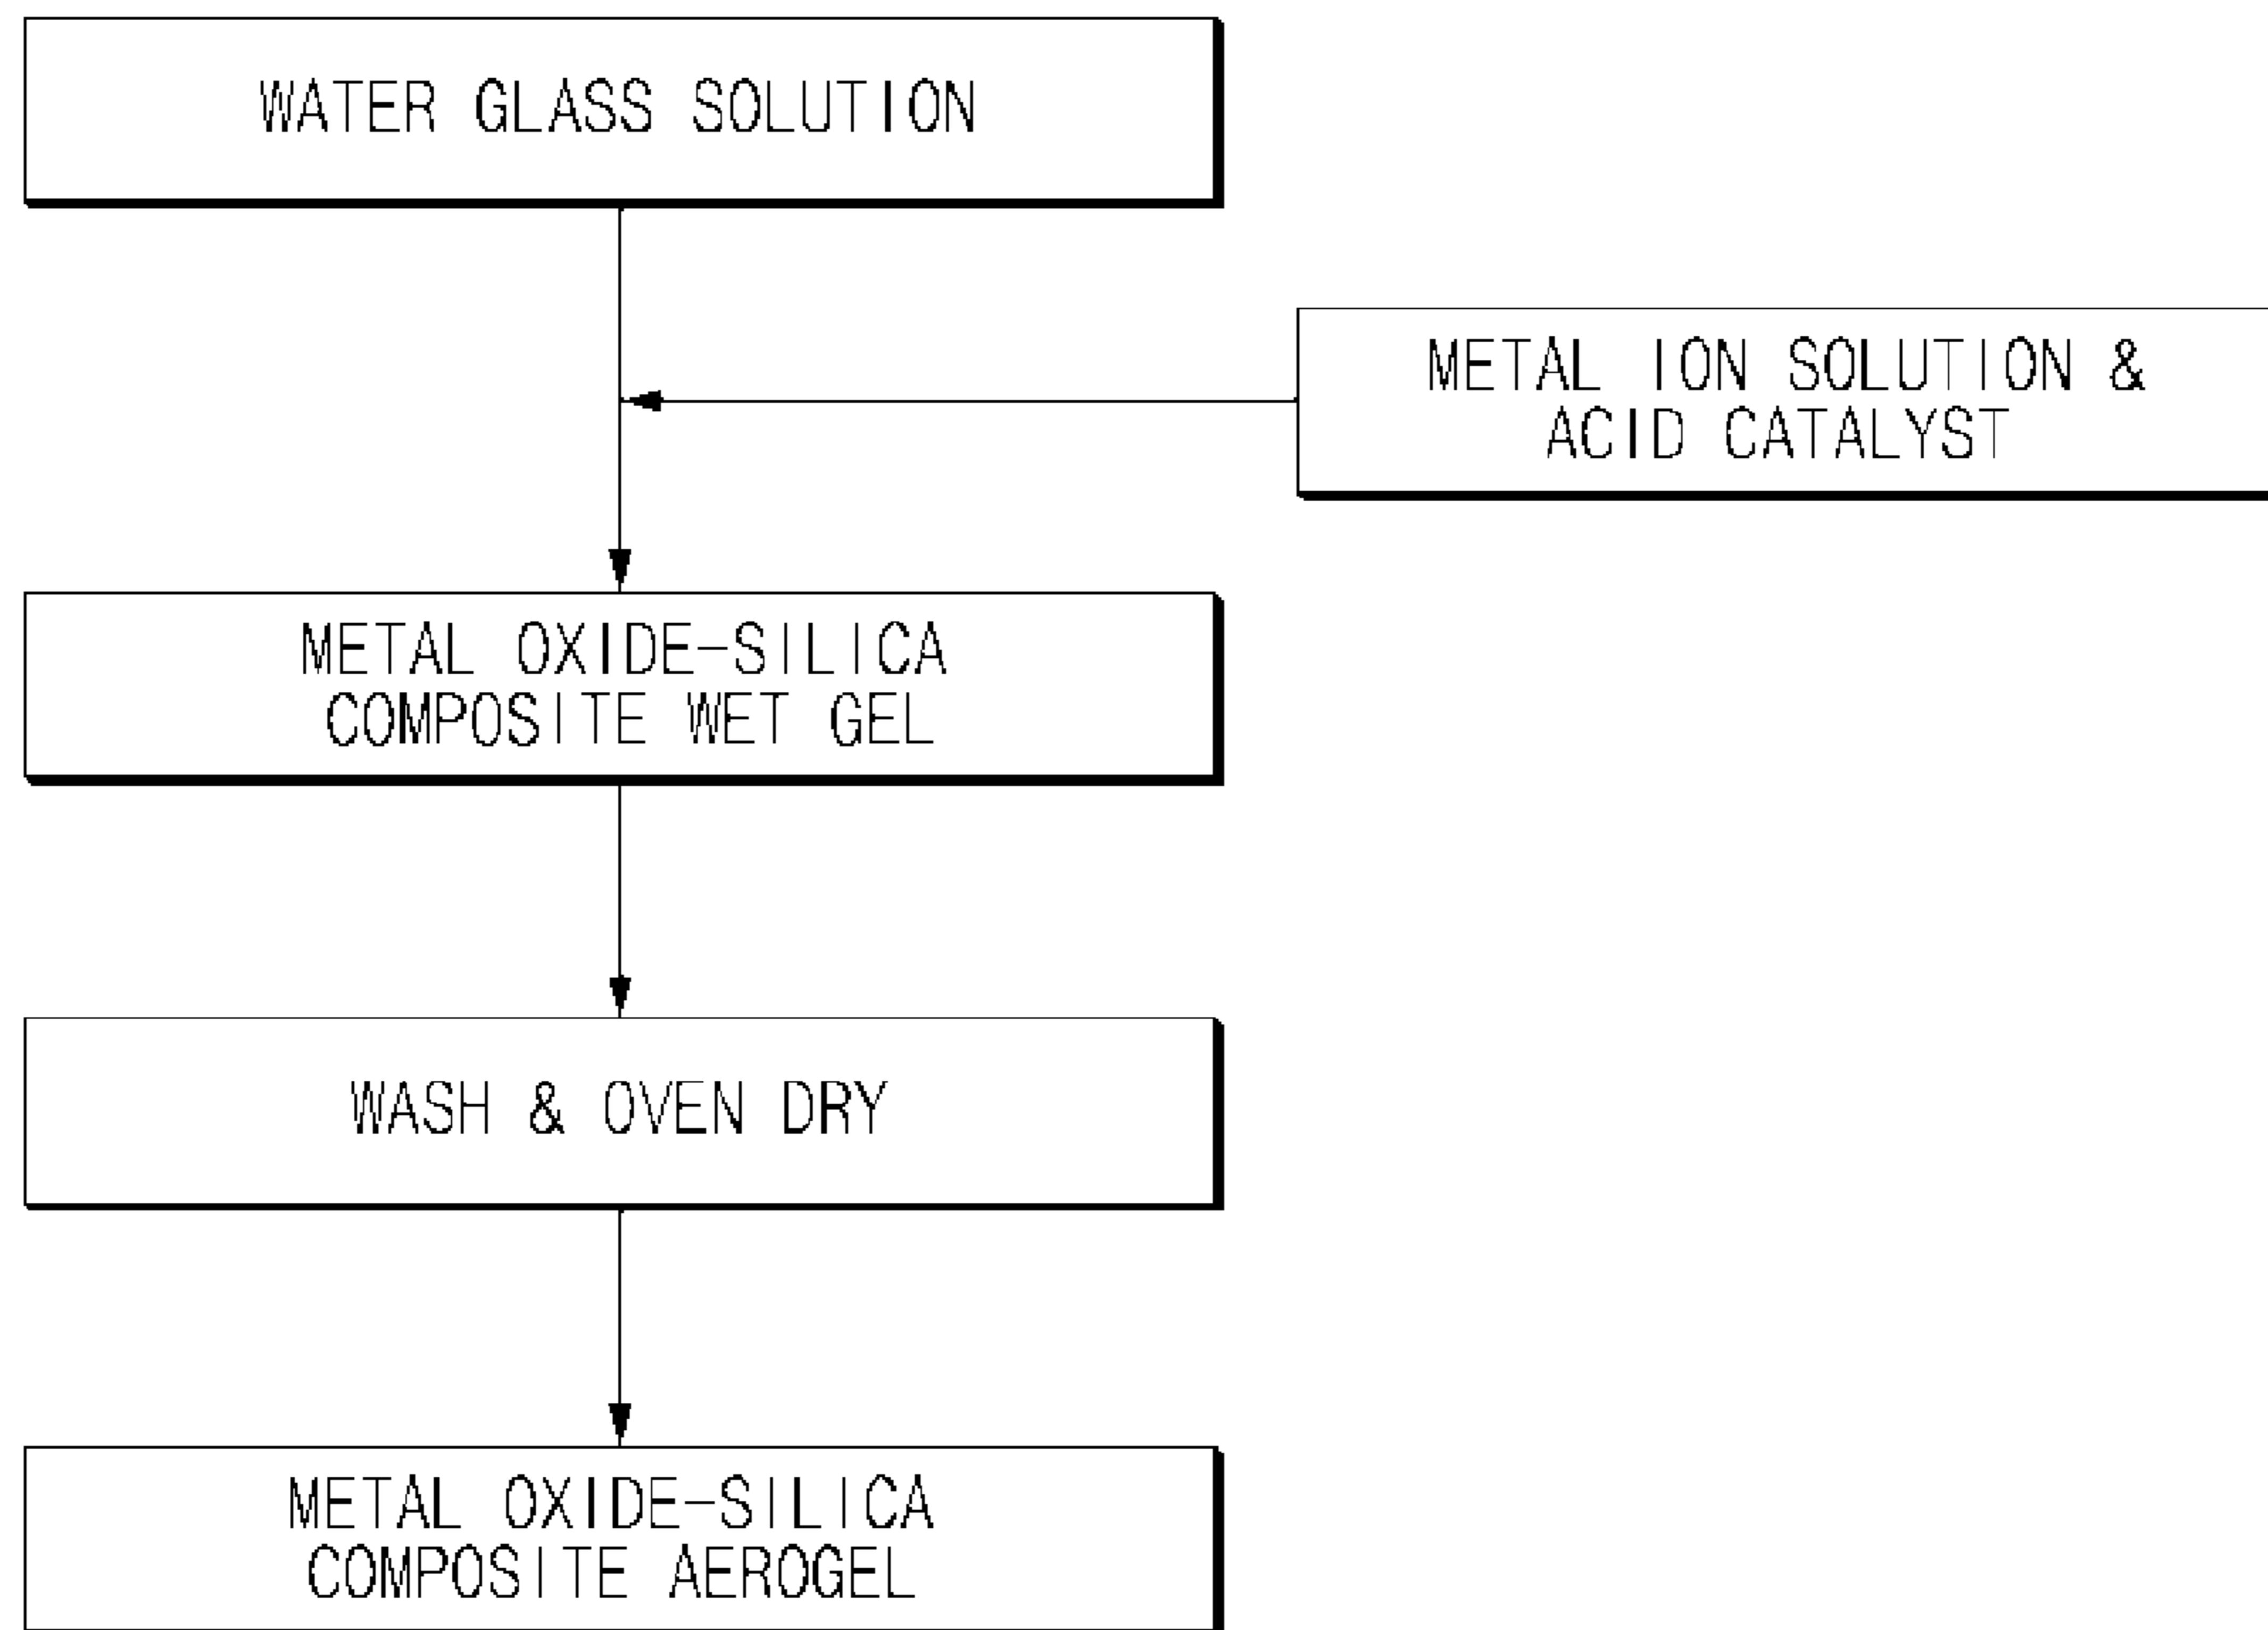 WATER GLASS SOLUTION
METAL ION SOLUTION &
ACID CATALYST
METAL OXIDE-SILICA
COMPOSITE WET GEL
WASH & OVEN DRY
METAL OXIDE-SILICA
COMPOSITE AEROGEL